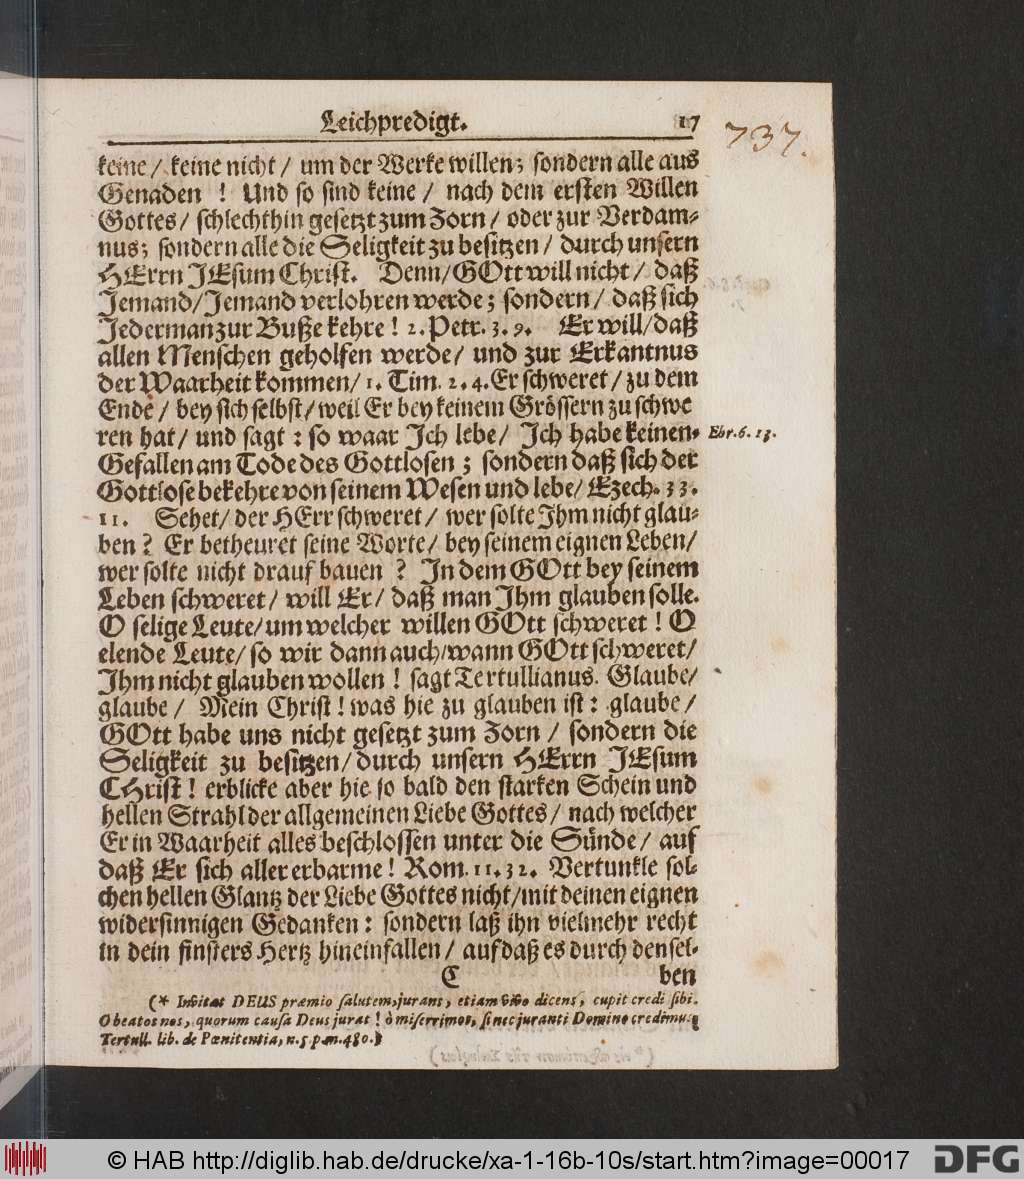 Leichpredigt.
17
737.
keine / keine nicht / um der Werke willen; sondern alle aus
Genaden ! Und so sind keine / nach dem ersten Willen
Gottes / schlechthin gesetzt zum Zorn / oder zur Verdam-
nus; sondern alle die Seligkeit zu besitzen / durch unsern
HErrn JEsum Christ. Denn / GOtt will nicht / daß
Jemand / Jemand verlohren werde; sondern / daß sich
Jederman zur Buße kehre ! 2. Petr. 3. 9. Er will / daß
allen Menschen geholfen werde / und zur Erkantnus
der Waarheit kommen / 1. Tim. 2. 4. Er schweret / zu dem
Ende / bey sich selbst / weil Er bey keinem Grössern zu schwe
ren hat / und sagt : so waar Ich lebe / Ich habe keinen
Ebr. 6. 13.
Gefallen am Tode des Gottlosen ; sondern daß sich der
Gottlose bekehre von seinem Wesen und lebe / Ezech. 33.
11. Sehet / der HErr schweret / wer solte Ihm nicht glau-
ben ? Er betheuret seine Worte / bey seinem eignen Leben /
wer solte nicht drauf bauen ? In dem GOtt bey seinem
Leben schweret / will Er / daß man Ihm glauben solle.
O selige Leute / um welcher willen GOtt schweret ! O
elende Leute / so wir dann auch / wann GOtt schweret /
Ihm nicht glauben wollen ! sagt Tertullianus. Glaube /
glaube / Mein Christ ! was hie zu glauben ist : glaube /
GOtt habe uns nicht gesetzt zum Zorn / sondern die
Seligkeit zu besitzen / durch unsern HErrn JEsum
CHrist ! erblicke aber hie so bald den starken Schein und
hellen Strahl der allgemeinen Liebe Gottes / nach welcher
Er in Waarheit alles beschlossen unter die Sünde / auf
daß Er sich aller erbarme ! Rom. 11. 32. Vertunkle sol-
chen hellen Glantz der Liebe Gottes nicht / mit deinen eignen
widersinnigen Gedanken : sondern laß ihn vielmehr recht
in dein finsters Hertz hineinfallen / auf daß es durch densel-
C
ben
(* Invitat DEUS præmio salutem, jurans, etiam vivo dicens, cupit credi sibi.
O beatos nos, quorum causa Deus jurat ! ò miserrimos, si nec juranti Domino credimus
Tertull. lib. de Pœnitentia, n. 5 p. m. 480.)
© HAB http://diglib.hab.de/drucke/xa-1-16b-10s/start.htm?image=00017
DFG